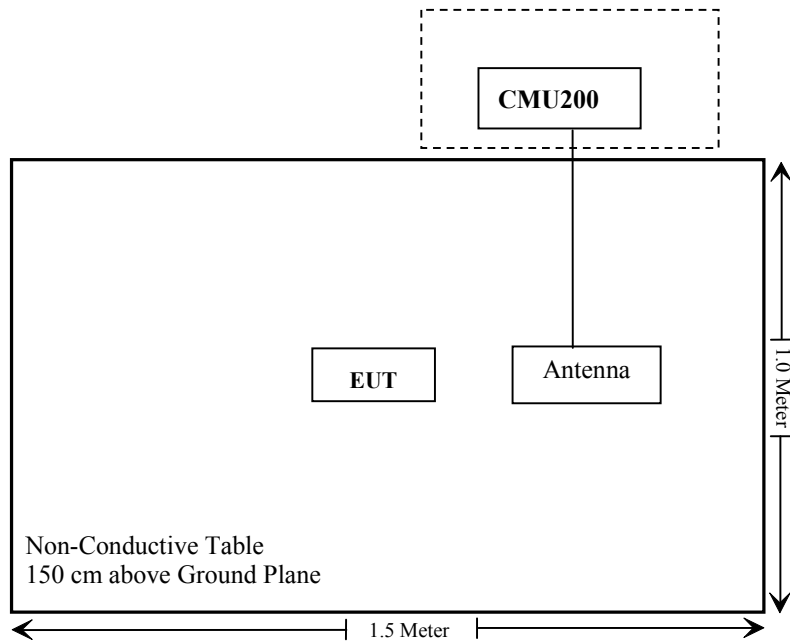 CMU200
EUT
Antenna
1.0 Meter
Non-Conductive Table
150 cm above Ground Plane
1.5 Meter